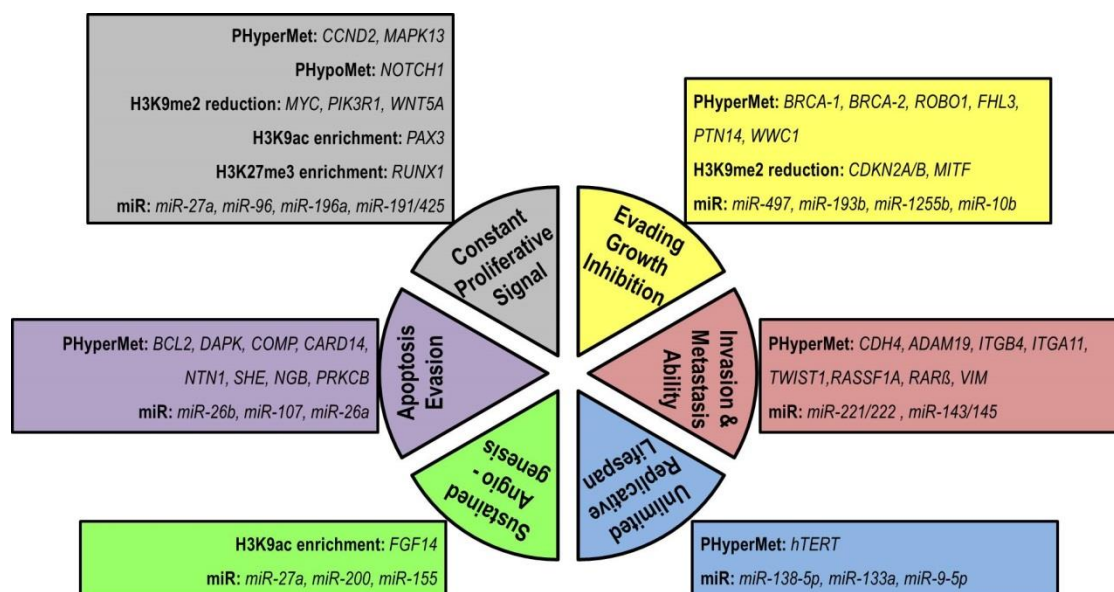 PHyperMet: CCND2, MAPK13
PHypoMet: NOTCH1
H3K9me2 reduction: MYC, PIK3R1, WNT5A
H3K9ac enrichment: PAX3
H3K27me3 enrichment: RUNX1
miR: miR-27a, miR-96, miR-196a, miR-191/425
PHyperMet: BRCA-1, BRCA-2, ROBO1, FHL3,
PTN14, WWC1
H3K9me2 reduction: CDKN2A/B, MITF
miR: miR-497, miR-193b, miR-1255b, miR-10b
Constant
Proliferative
Signal
Evading
Growth
Inhibition
PHyperMet: BCL2, DAPK, COMP, CARD14,
NTN1, SHE, NGB, PRKCB
miR: miR-26b, miR-107, miR-26a
Apoptosis
Evasion
Invasion &
Metastasis
Ability
PHyperMet: CDH4, ADAM19, ITGB4, ITGA11,
TWIST1,RASSF1A, RARß, VIM
miR: miR-221/222 , miR-143/145
Sustained
Angio -
genesis
Unlimited
Replicative
Lifespan
H3K9ac enrichment: FGF14
miR: miR-27a, miR-200, miR-155
PHyperMet: hTERT
miR: miR-138-5p, miR-133a, miR-9-5p